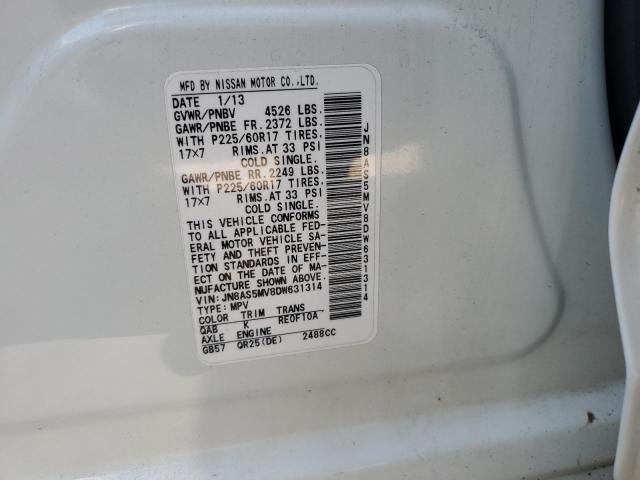 MFD BY NISSAN MOTOR CO.,LTD.
DATE 1/13
GVWR/PNBV 4526 LBS.
GAWR/PNBE FR. 2372 LBS.
WITH P225/60R17 TIRES.
17×7 RIMS. AT 33 PSI
COLD SINGLE.
GAWR/PNBE RR. 2249 LBS.
WITH P225/60R17 TIRES.
17×7 RIMS. AT 33 PSI
COLD SINGLE.
THIS VEHICLE CONFORMS
TO ALL APPLICABLE FED-
ERAL MOTOR VEHICLE SA-
FETY AND THEFT PREVEN-
TION STANDARDS IN EFF-
ECT ON THE DATE OF MA-
NUFACTURE SHOWN ABOVE.
VIN: JN8AS5MV8DW631314
TYPE: MPV
COLOR TRIM TRANS
QAB K RE0F10A
AXLE ENGINE
GB57 QR25(DE) 2488CC
JN8AS5MV8DW631314